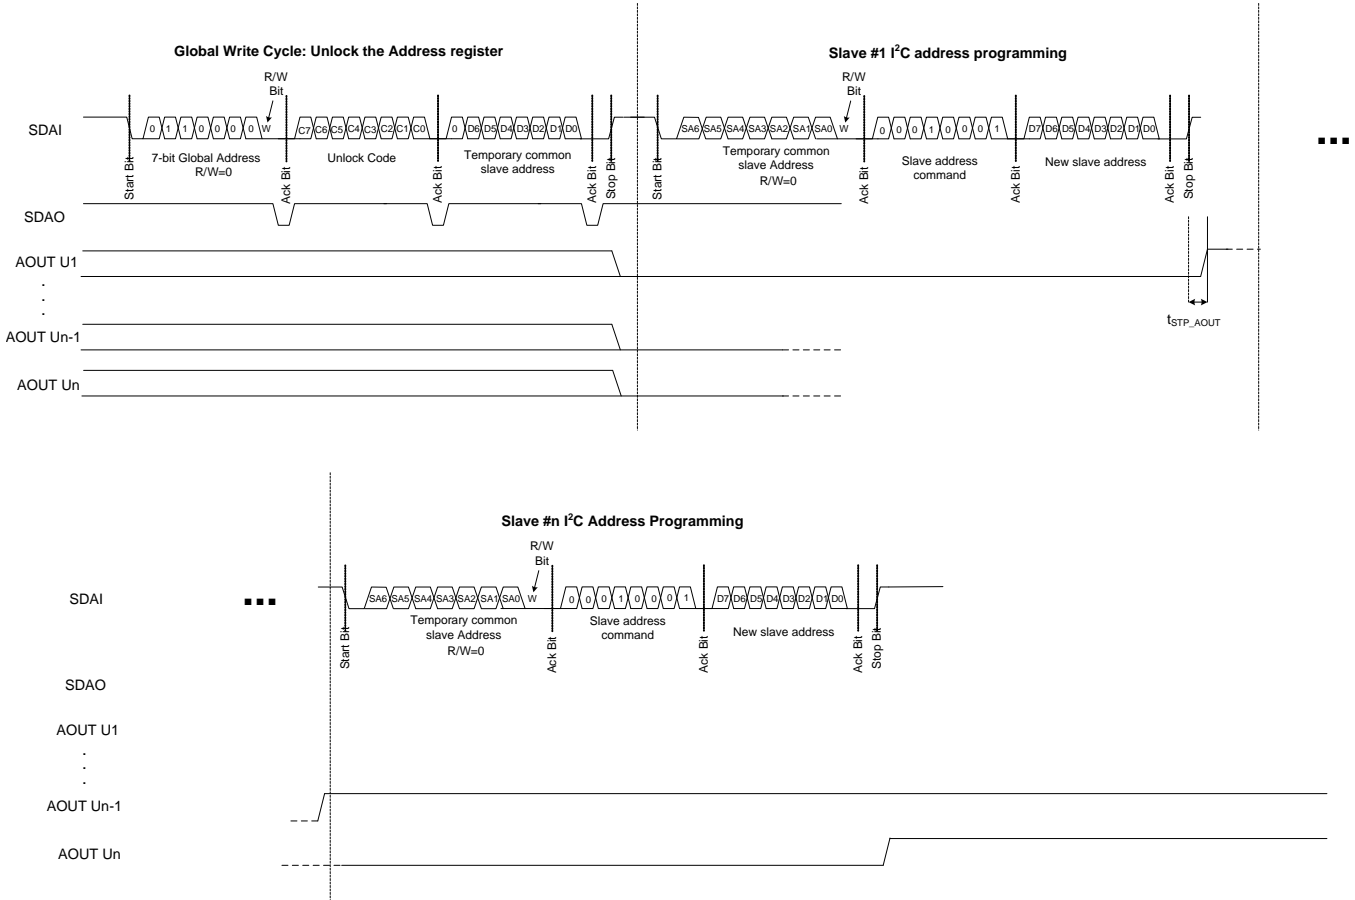 Global Write Cycle: Unlock the Address register
Slave #1 I²C address programming
R/W
Bit
R/W
Bit
SDAI
0 1 1 0 0 0 0 W
C7 C6 C5 C4 C3 C2 C1 C0
0 D6 D5 D4 D3 D2 D1 D0
SA6 SA5 SA4 SA3 SA2 SA1 SA0 W
0 0 0 1 0 0 0 1
D7 D6 D5 D4 D3 D2 D1 D0
...
Start Bit
7-bit Global Address
R/W=0
Ack Bit
Unlock Code
Ack Bit
Temporary common
slave address
Ack Bit
Stop Bit
Start Bit
Temporary common
slave Address
R/W=0
Ack Bit
Slave address
command
Ack Bit
New slave address
Ack Bit
Stop Bit
SDAO
AOUT U1
.
.
.
tSTP_AOUT
AOUT Un-1
AOUT Un
Slave #n I²C Address Programming
R/W
Bit
SDAI
...
SA6 SA5 SA4 SA3 SA2 SA1 SA0 W
0 0 0 1 0 0 0 1
D7 D6 D5 D4 D3 D2 D1 D0
Start Bit
Temporary common
slave Address
R/W=0
Ack Bit
Slave address
command
Ack Bit
New slave address
Ack Bit
Stop Bit
SDAO
AOUT U1
.
.
.
AOUT Un-1
AOUT Un